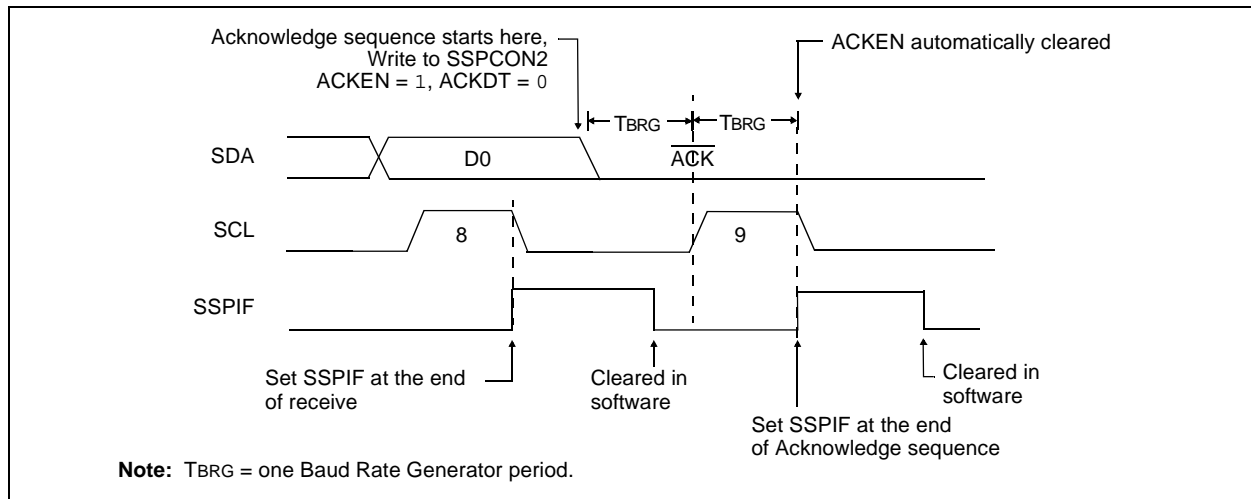 Acknowledge sequence starts here,
Write to SSPCON2
ACKEN = 1, ACKDT = 0
ACKEN automatically cleared
TBRG
TBRG
SDA
D0
ACK
SCL
8
9
SSPIF
Set SSPIF at the end
of receive
Cleared in
software
Set SSPIF at the end
of Acknowledge sequence
Cleared in
software
Note: TBRG = one Baud Rate Generator period.